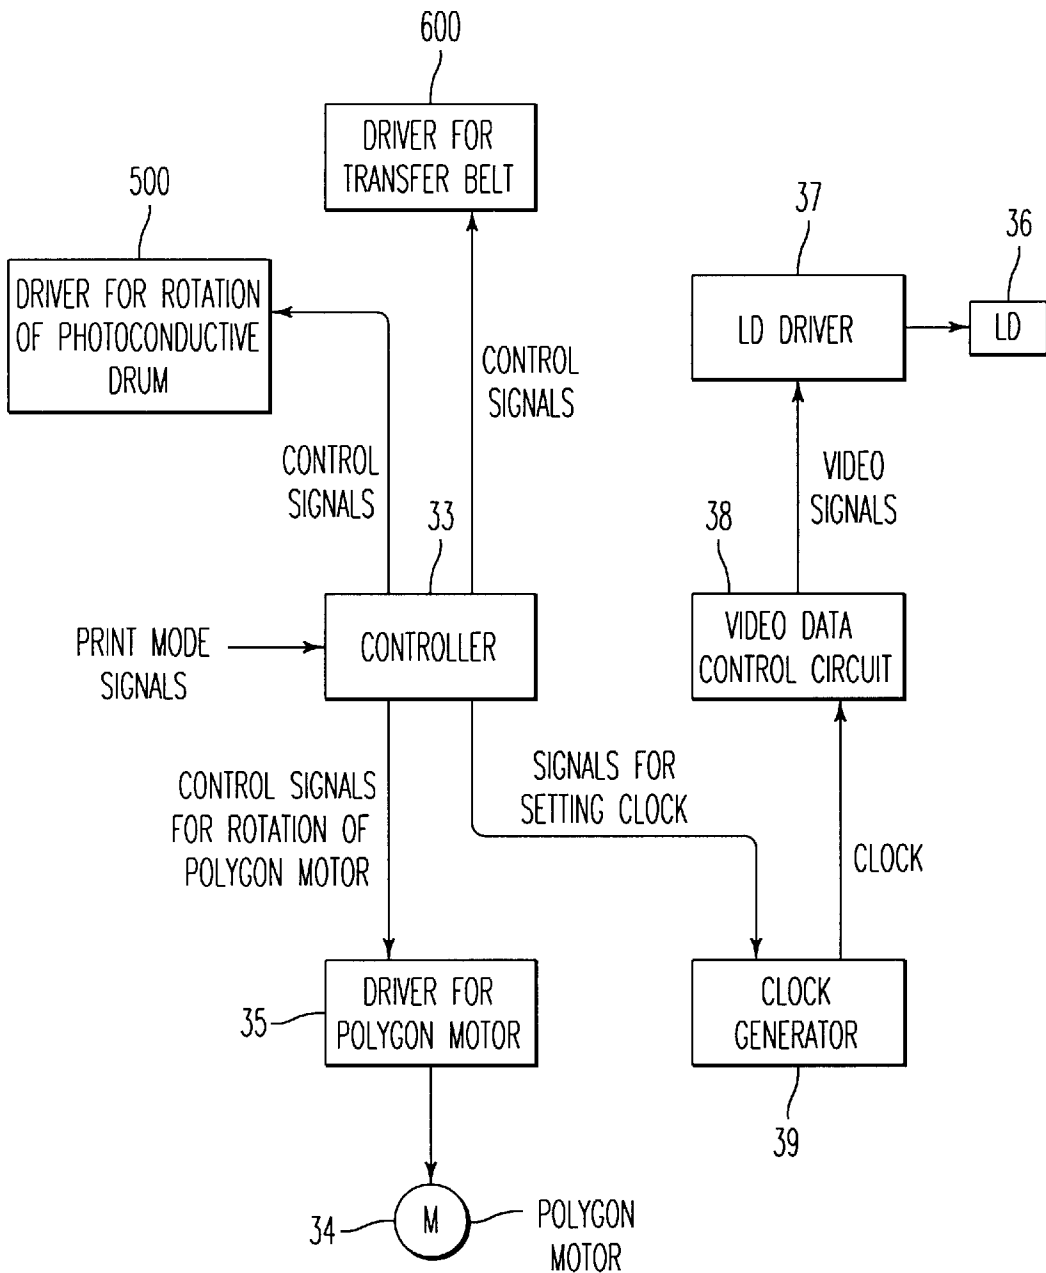 600
DRIVER FOR
TRANSFER BELT
500
DRIVER FOR ROTATION
OF PHOTOCONDUCTIVE
DRUM
37
LD DRIVER
36
LD
CONTROL
SIGNALS
CONTROL
SIGNALS
VIDEO
SIGNALS
33
CONTROLLER
PRINT MODE
SIGNALS
38
VIDEO DATA
CONTROL CIRCUIT
CONTROL SIGNALS
FOR ROTATION OF
POLYGON MOTOR
SIGNALS FOR
SETTING CLOCK
CLOCK
35
DRIVER FOR
POLYGON MOTOR
CLOCK
GENERATOR
39
34
M
POLYGON
MOTOR